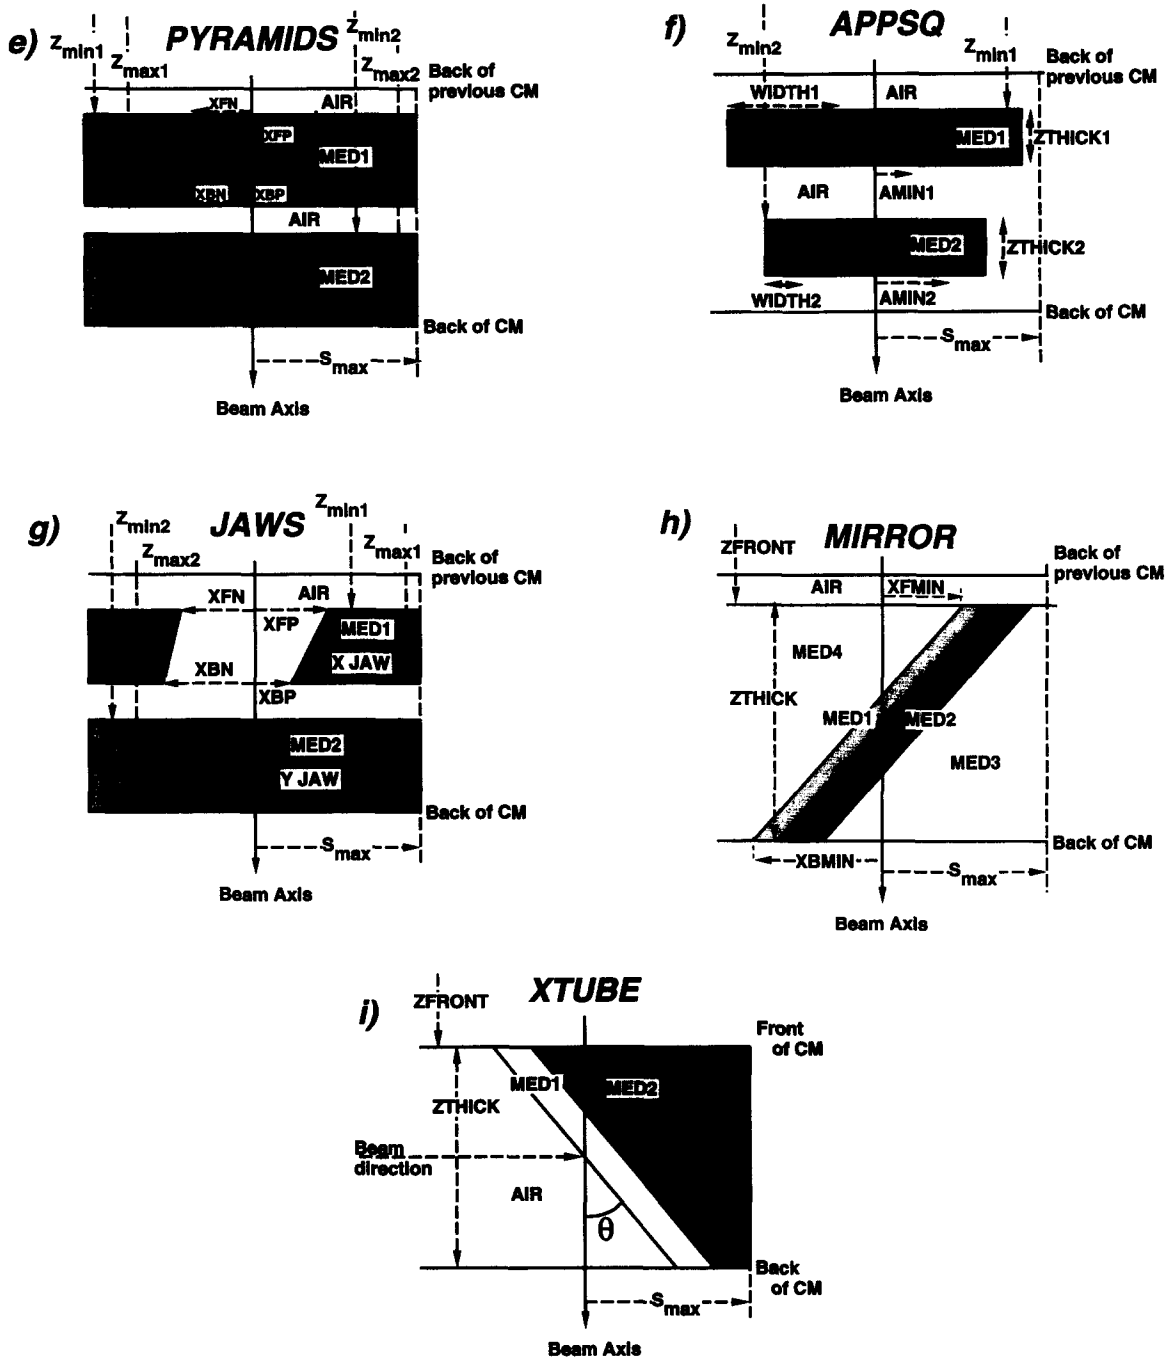 e) PYRAMIDS
Zmin1
Zmax1
Zmin2
Zmax2
Back of
previous CM
XFN
AIR
XFP
MED1
XBN
XBP
AIR
MED2
Back of CM
Smax
Beam Axis
f) APPSQ
Zmin2
Zmin1
Back of
previous CM
WIDTH1
AIR
MED1
ZTHICK1
AIR
AMIN1
MED2
ZTHICK2
WIDTH2
AMIN2
Back of CM
Smax
Beam Axis
g) JAWS
Zmin2
Zmax2
Zmin1
Zmax1
Back of
previous CM
XFN
AIR
XFP
MED1
X JAW
XBN
XBP
MED2
Y JAW
Back of CM
Smax
Beam Axis
h) MIRROR
ZFRONT
Back of
previous CM
AIR
XFMIN
MED4
ZTHICK
MED1
MED2
MED3
Back of CM
XBMIN
Smax
Beam Axis
i) XTUBE
ZFRONT
Front
of CM
MED1
MED2
ZTHICK
Beam
direction
AIR
θ
Back
of CM
Smax
Beam Axis